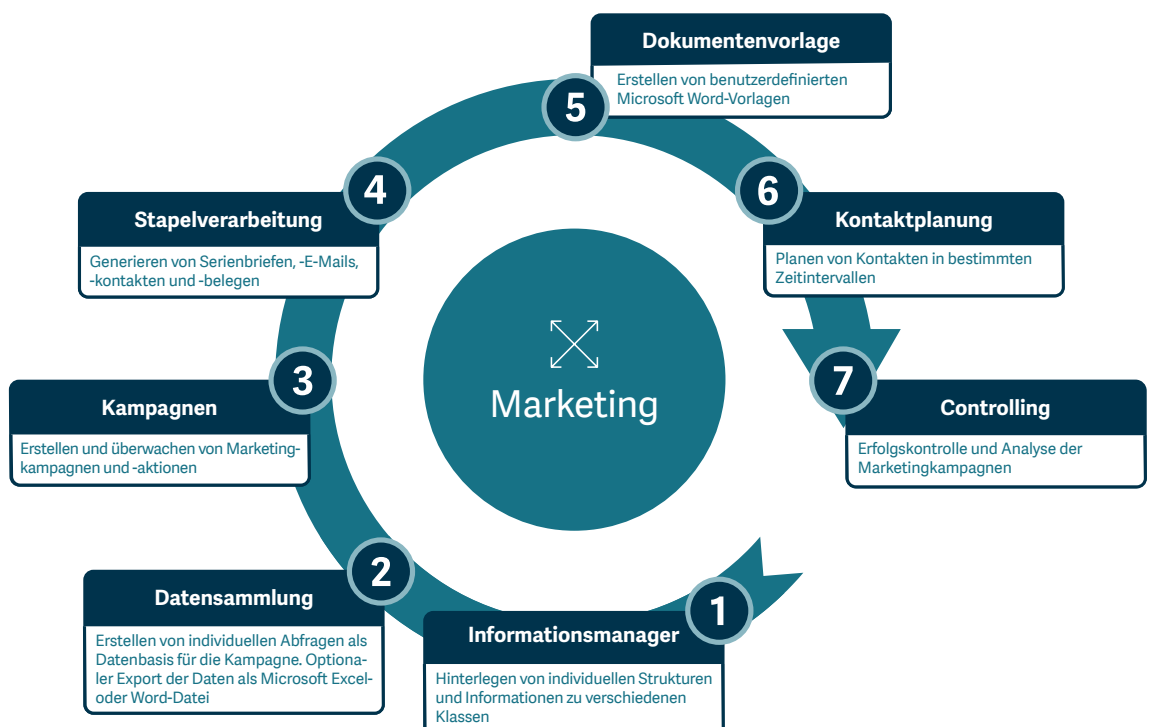 Dokumentenvorlage
Erstellen von benutzerdefinierten
Microsoft Word-Vorlagen
5
4
Stapelverarbeitung
Generieren von Serienbriefen, -E-Mails,
-kontakten und -belegen
6
Kontaktplanung
Planen von Kontakten in bestimmten
Zeitintervallen
Marketing
3
Kampagnen
Erstellen und überwachen von Marketing-
kampagnen und -aktionen
7
Controlling
Erfolgskontrolle und Analyse der
Marketingkampagnen
2
Datensammlung
Erstellen von individuellen Abfragen als
Datenbasis für die Kampagne. Optiona-
ler Export der Daten als Microsoft Excel-
oder Word-Datei
1
Informationsmanager
Hinterlegen von individuellen Strukturen
und Informationen zu verschiedenen
Klassen